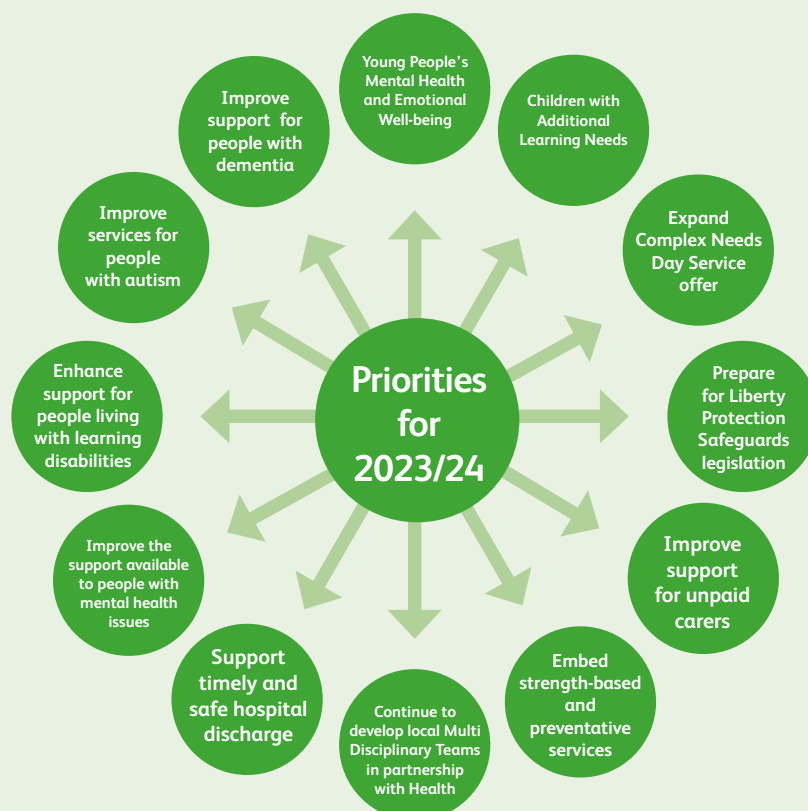 Priorities
for
2023/24
Young People’s
Mental Health
and Emotional
Well-being
Children with
Additional
Learning Needs
Expand
Complex Needs
Day Service
offer
Prepare
for Liberty
Protection
Safeguards
legislation
Improve
support
for unpaid
carers
Embed
strength-based
and
preventative
services
Continue to
develop local Multi
Disciplinary Teams
in partnership
with Health
Support
timely and
safe hospital
discharge
Improve the
support available
to people with
mental health
issues
Enhance
support for
people living
with learning
disabilities
Improve
services for
people
with autism
Improve
support for
people with
dementia